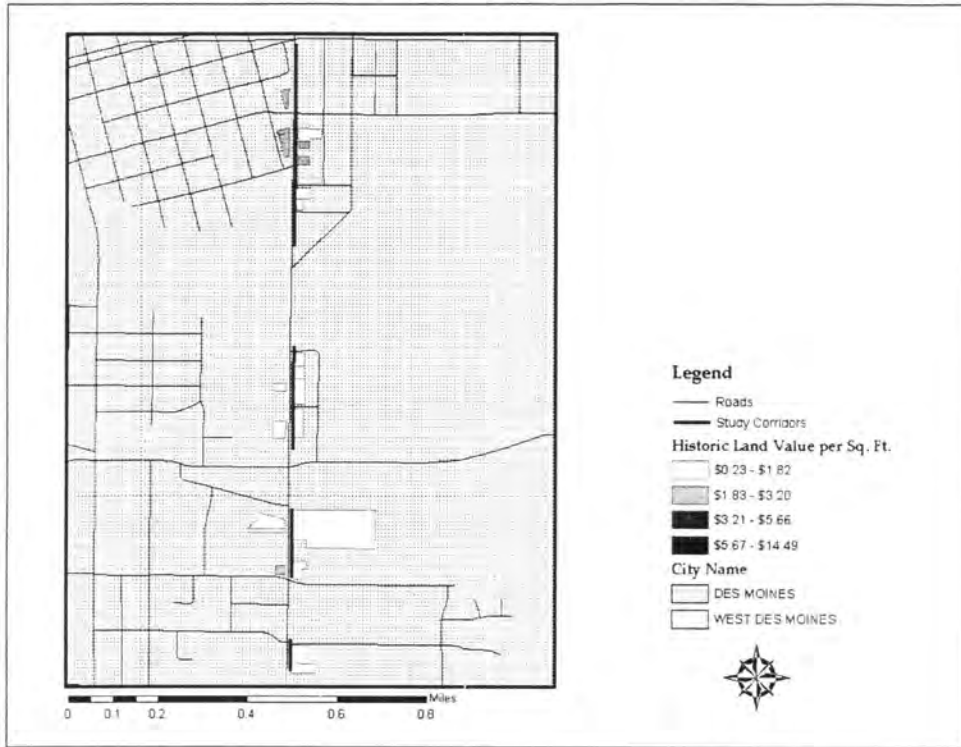 Legend
Roads
Study Corridors
Historic Land Value per Sq. Ft.
$0.23 - $1.82
$1.83 - $3.20
$3.21 - $5.66
$5.67 - $14.49
City Name
DES MOINES
WEST DES MOINES
Miles
0 0.1 0.2 0.4 0.6 0.8